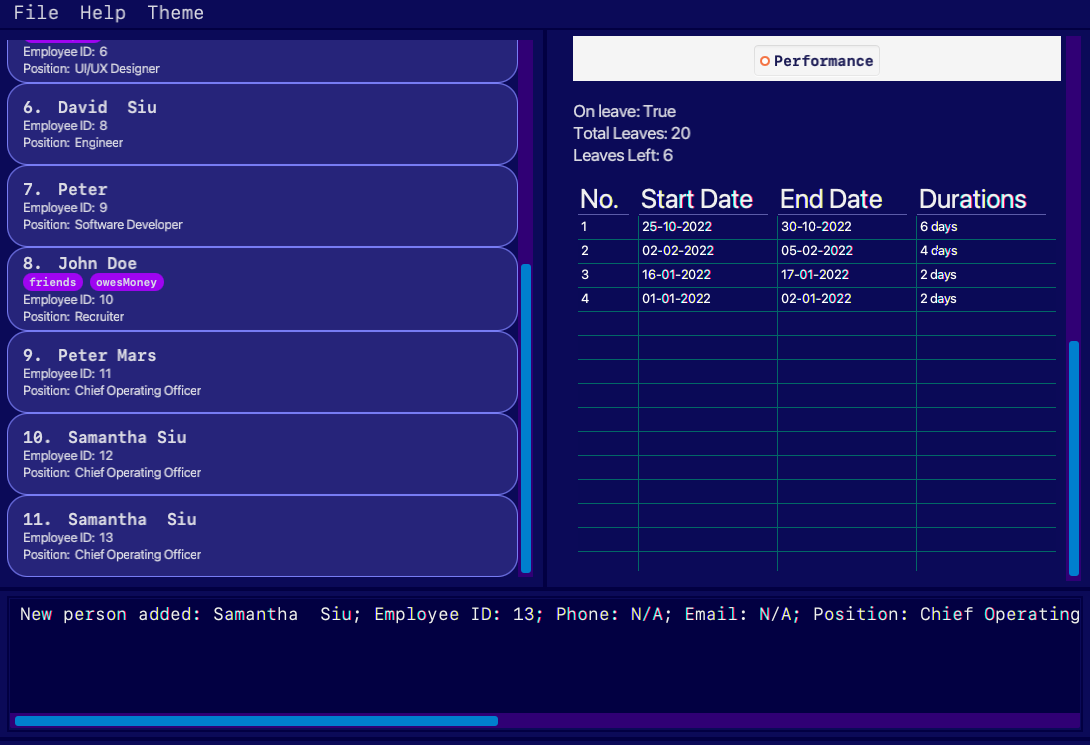 File Help Theme
Employee ID: 6
Position: UI/UX Designer
6. David  Siu
Employee ID: 8
Position: Engineer
7. Peter
Employee ID: 9
Position: Software Developer
8. John Doe
friends owesMoney
Employee ID: 10
Position: Recruiter
9. Peter Mars
Employee ID: 11
Position: Chief Operating Officer
10. Samantha Siu
Employee ID: 12
Position: Chief Operating Officer
11. Samantha  Siu
Employee ID: 13
Position: Chief Operating Officer
Performance
On leave: True
Total Leaves: 20
Leaves Left: 6
No. Start Date End Date Durations
1 25-10-2022 30-10-2022 6 days
2 02-02-2022 05-02-2022 4 days
3 16-01-2022 17-01-2022 2 days
4 01-01-2022 02-01-2022 2 days
New person added: Samantha  Siu; Employee ID: 13; Phone: N/A; Email: N/A; Position: Chief Operating